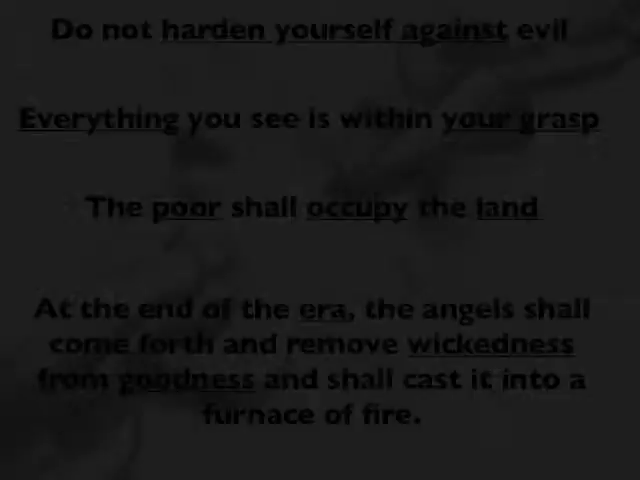 Do not harden yourself against evil
Everything you see is within your grasp
The poor shall occupy the land
At the end of the era, the angels shall
come forth and remove wickedness
from goodness and shall cast it into a
furnace of fire.